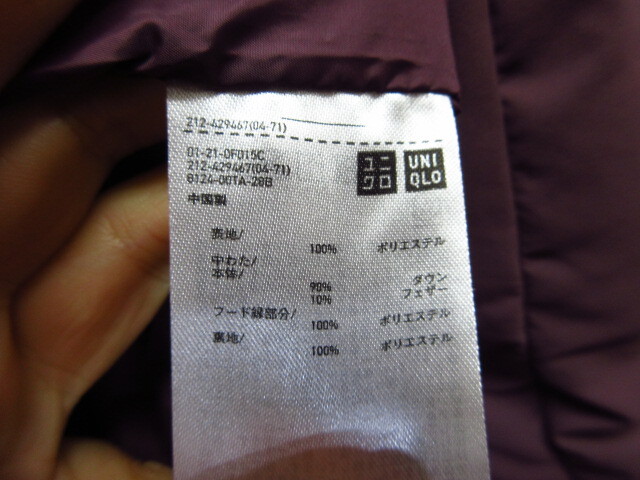 212-429467(04-71)
01-21-0F015C
212-429467(04-71)
8124-001A-28B
中国製
ユニ
クロ
UNI
QLO
表地/
100% ポリエステル
中わた/
本体/
90% ダウン
10% フェザー
フード縁部分/
100% ポリエステル
裏地/
100% ポリエステル